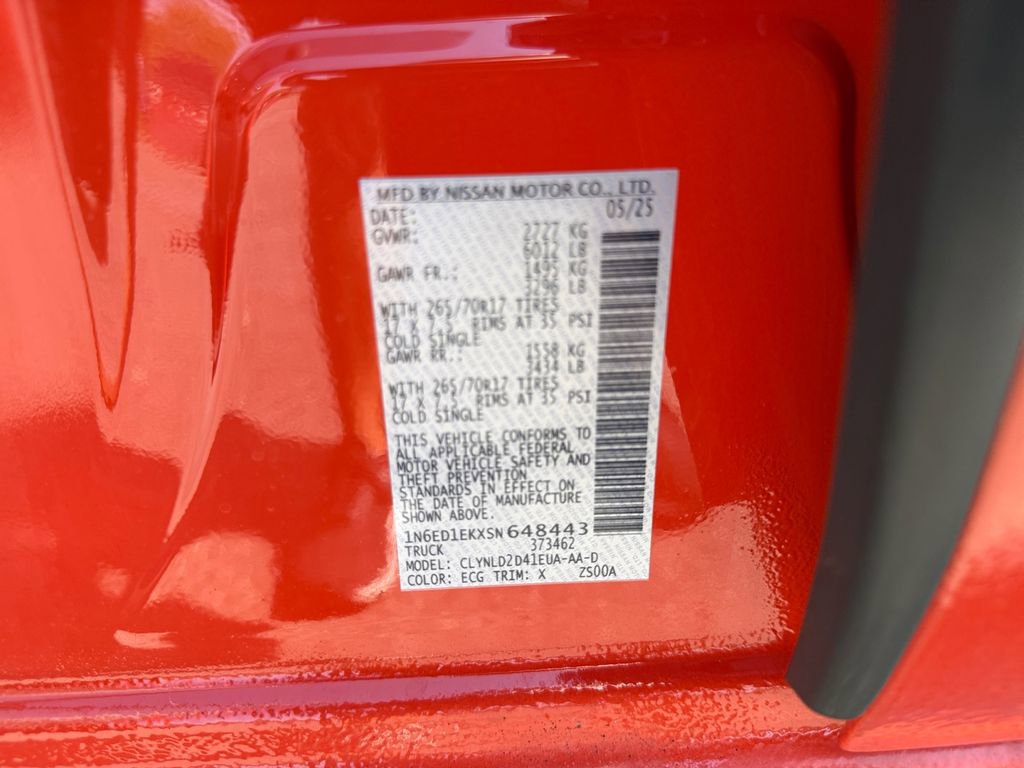 MFD BY NISSAN MOTOR CO., LTD.
DATE: 05/25
GVWR: 2727 KG
6012 LB
GAWR FR.: 1495 KG
3296 LB
WITH 265/70R17 TIRES
17 X 7.5 RIMS AT 35 PSI
COLD SINGLE
GAWR RR.: 1558 KG
3434 LB
WITH 265/70R17 TIRES
17 X 7.5 RIMS AT 35 PSI
COLD SINGLE
THIS VEHICLE CONFORMS TO
ALL APPLICABLE FEDERAL
MOTOR VEHICLE SAFETY AND
THEFT PREVENTION
STANDARDS IN EFFECT ON
THE DATE OF MANUFACTURE
SHOWN ABOVE.
1N6ED1EKXSN648443
TRUCK 373462
MODEL: CLYNLD2D41EUA-AA-D
COLOR: ECG TRIM: X ZS00A